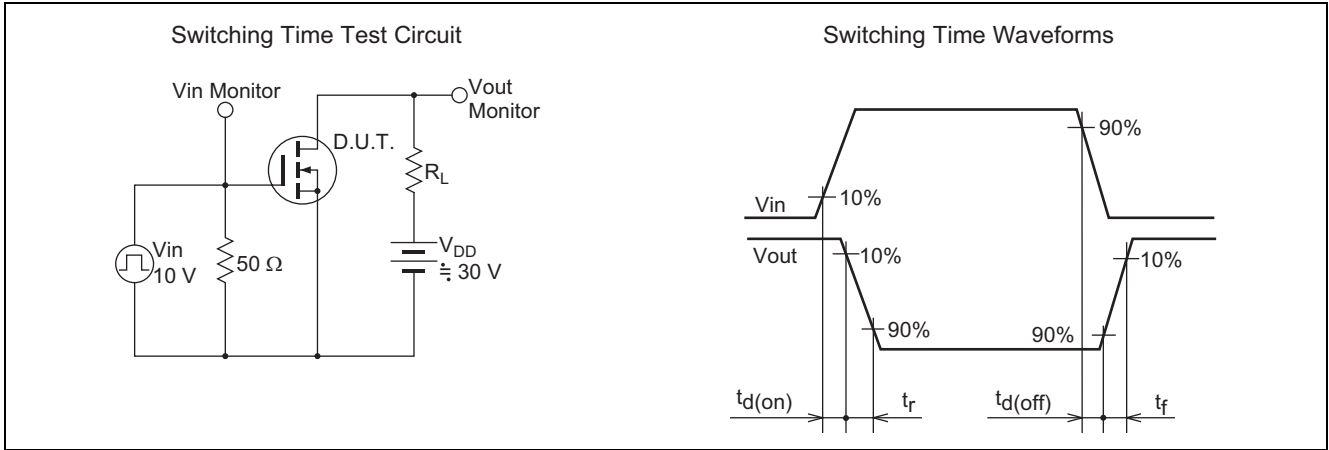 Switching Time Test Circuit
Vin Monitor
Vout
Monitor
D.U.T.
RL
Vin
10 V
50 Ω
VDD
≒ 30 V
Switching Time Waveforms
90%
Vin
10%
Vout
10%
10%
90%
90%
td(on)
tr
td(off)
tf